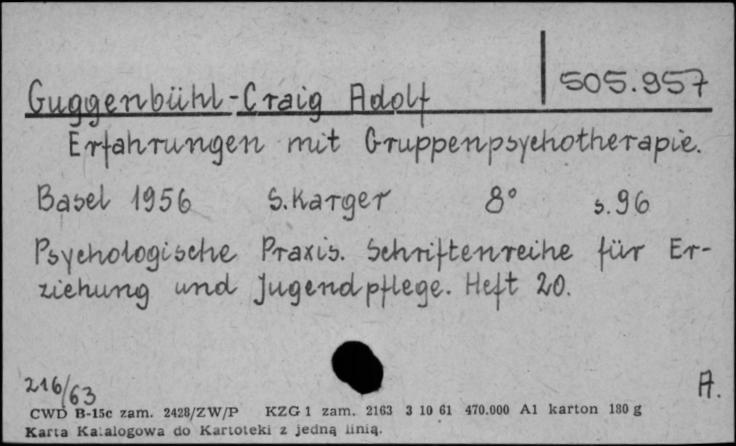 505.957
Guggenbühl-Craig Adolf
Erfahrungen mit Gruppenpsychotherapie.
Basel 1956 S.Karger 8° s.96
Psychologische Praxis. Schriftenreihe für Er-
ziehung und Jugendpflege. Heft 20.
216/63
A.
CWD B-15c zam. 2428/ZW/P KZG 1 zam. 2163 3 10 61 470.000 A1 karton 180 g
Karta Katalogowa do Kartoteki z jedną linią.